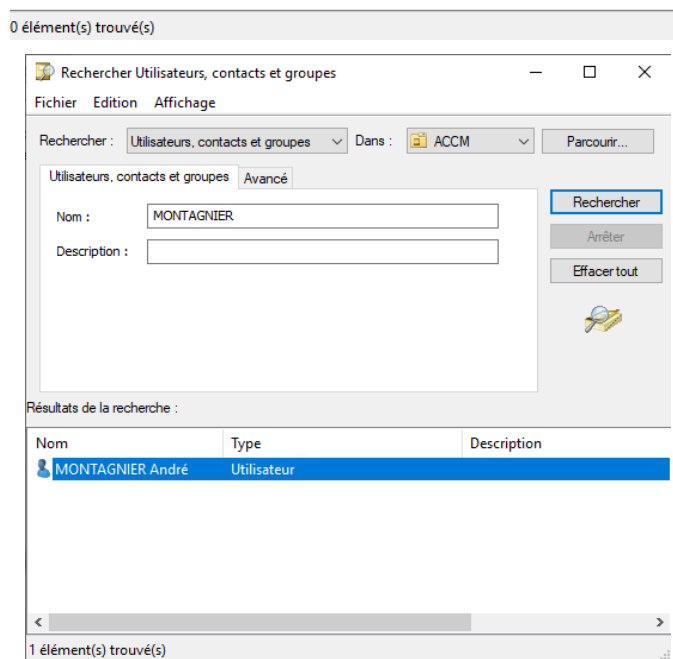 0 élément(s) trouvé(s)
Rechercher Utilisateurs, contacts et groupes
Fichier Edition Affichage
Rechercher : Utilisateurs, contacts et groupes Dans : ACCM Parcourir...
Utilisateurs, contacts et groupes Avancé
Rechercher
Nom : MONTAGNIER
Arrêter
Description :
Effacer tout
Résultats de la recherche :
Nom Type Description
MONTAGNIER André Utilisateur
1 élément(s) trouvé(s)